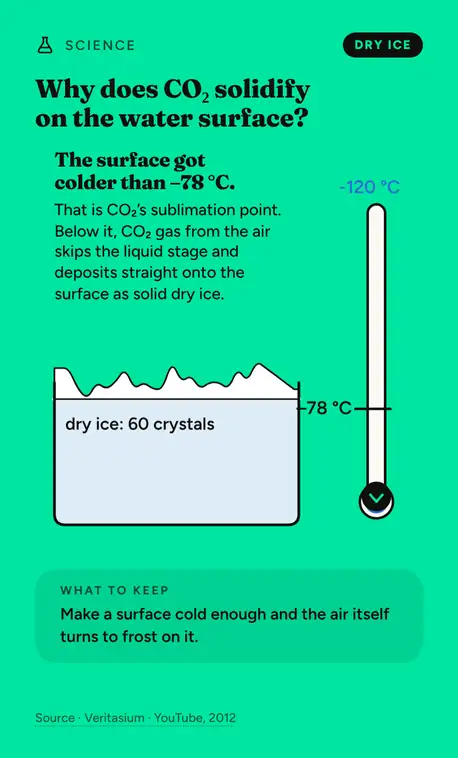 SCIENCE
DRY ICE
Why does CO₂ solidify
on the water surface?
The surface got
colder than −78 °C.
That is CO₂’s sublimation point.
Below it, CO₂ gas from the air
skips the liquid stage and
deposits straight onto the
surface as solid dry ice.
-120 °C
-78 °C
dry ice: 60 crystals
WHAT TO KEEP
Make a surface cold enough and the air itself
turns to frost on it.
Source · Veritasium · YouTube, 2012